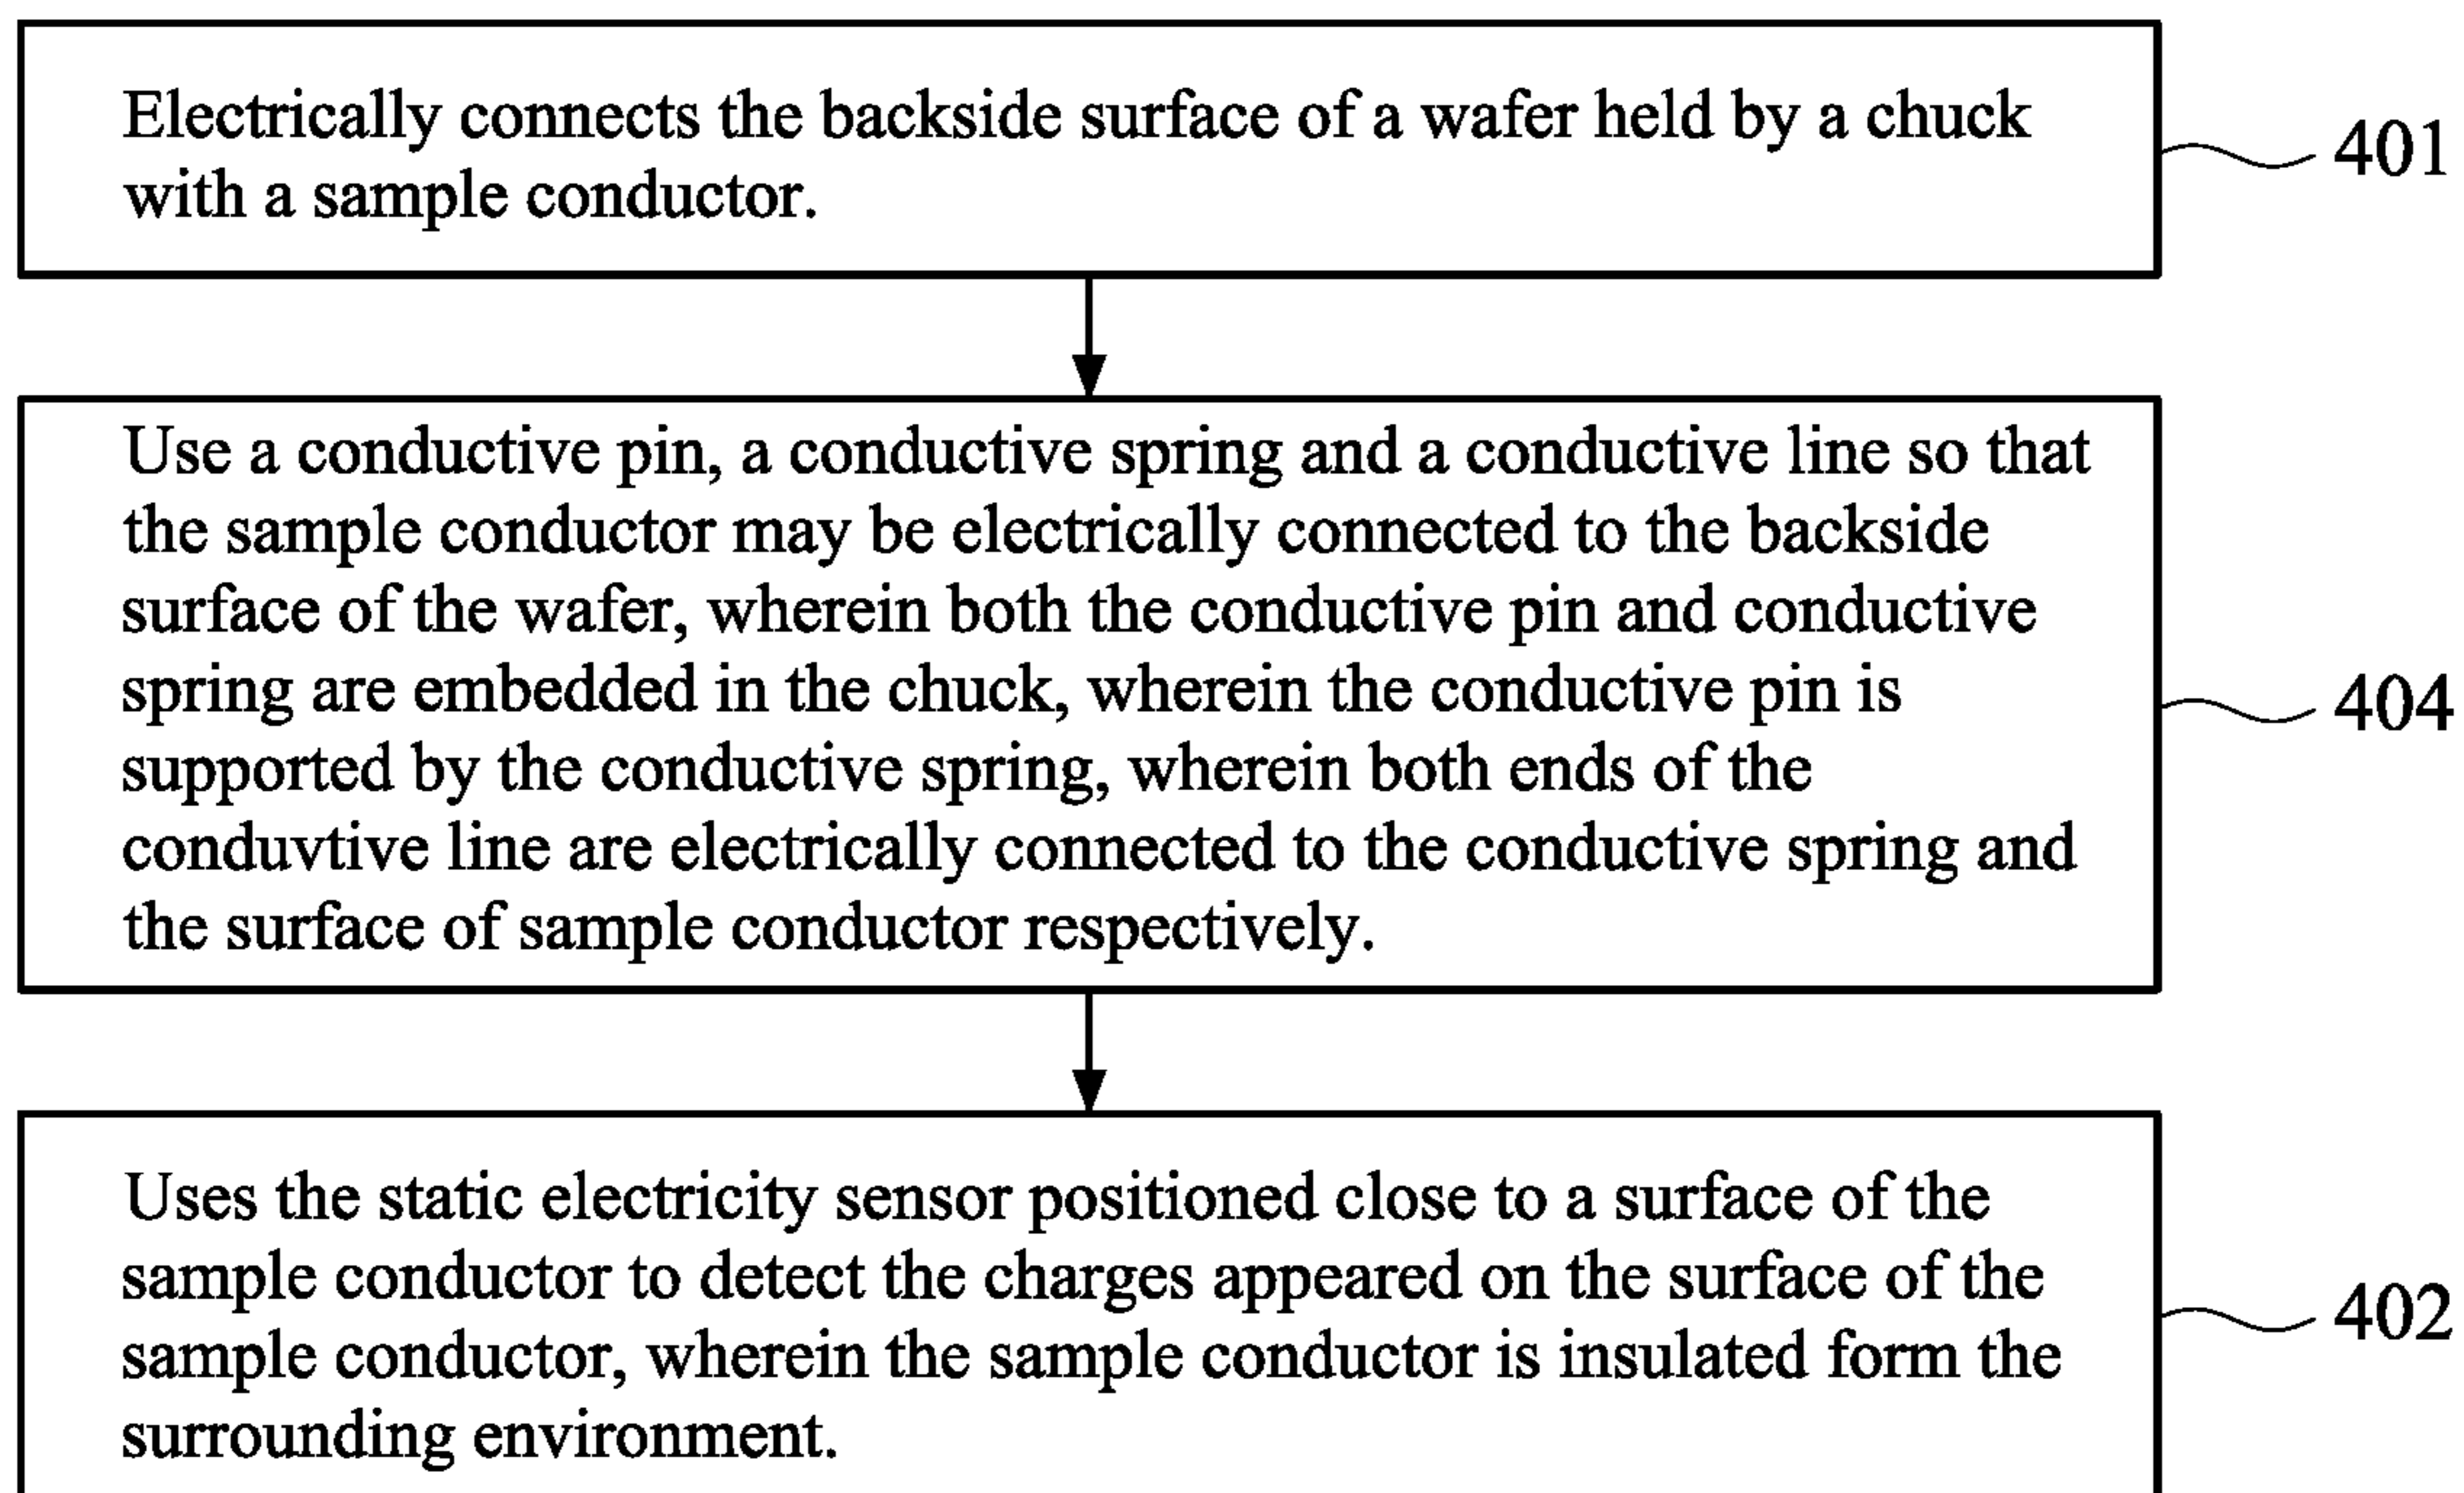 Electrically connects the backside surface of a wafer held by a chuck
with a sample conductor.
401
Use a conductive pin, a conductive spring and a conductive line so that
the sample conductor may be electrically connected to the backside
surface of the wafer, wherein both the conductive pin and conductive
spring are embedded in the chuck, wherein the conductive pin is
supported by the conductive spring, wherein both ends of the
conduvtive line are electrically connected to the conductive spring and
the surface of sample conductor respectively.
404
Uses the static electricity sensor positioned close to a surface of the
sample conductor to detect the charges appeared on the surface of the
sample conductor, wherein the sample conductor is insulated form the
surrounding environment.
402